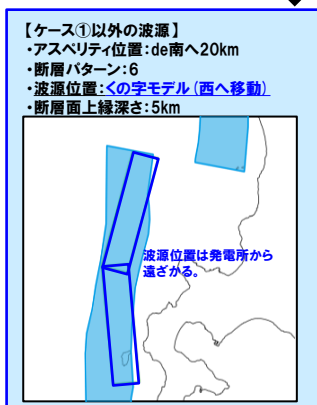 【ケース①以外の波源】
・アスペリティ位置:de南へ20km
・断層パターン:6
・波源位置:くの字モデル(西へ移動)
・断層面上縁深さ:5km
波源位置は発電所から
遠ざかる。